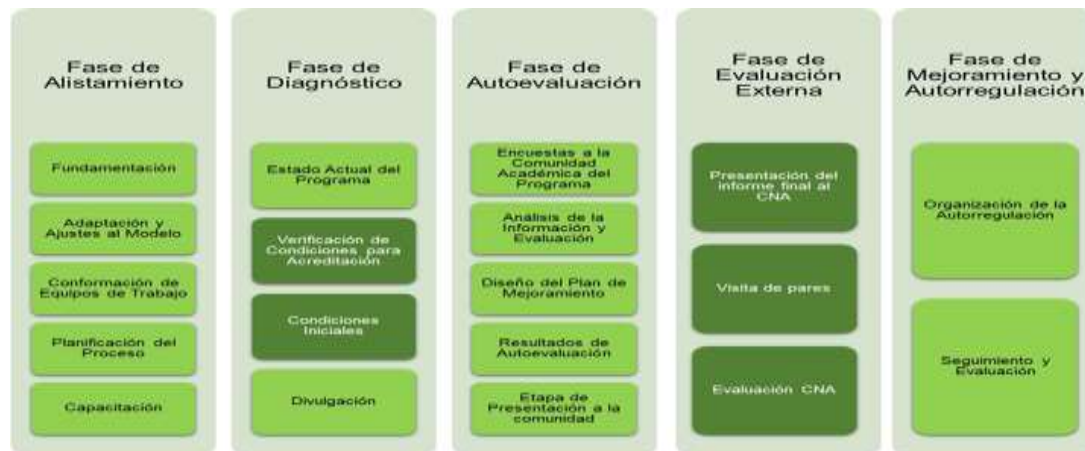 Fase de
Alistamiento
Fundamentación
Adaptación y
Ajustes al Modelo
Conformación de
Equipos de Trabajo
Planificación del
Proceso
Capacitación
Fase de
Diagnóstico
Estado Actual del
Programa
Verificación de
Condiciones para
Acreditación
Condiciones
Iniciales
Divulgación
Fase de
Autoevaluación
Encuestas a la
Comunidad
Académica del
Programa
Análisis de la
Información y
Evaluación
Diseño del Plan de
Mejoramiento
Resultados de
Autoevaluación
Etapa de
Presentación a la
comunidad
Fase de
Evaluación
Externa
Presentación del
informe final al
CNA
Visita de pares
Evaluación CNA
Fase de
Mejoramiento y
Autorregulación
Organización de la
Autorregulación
Seguimiento y
Evaluación